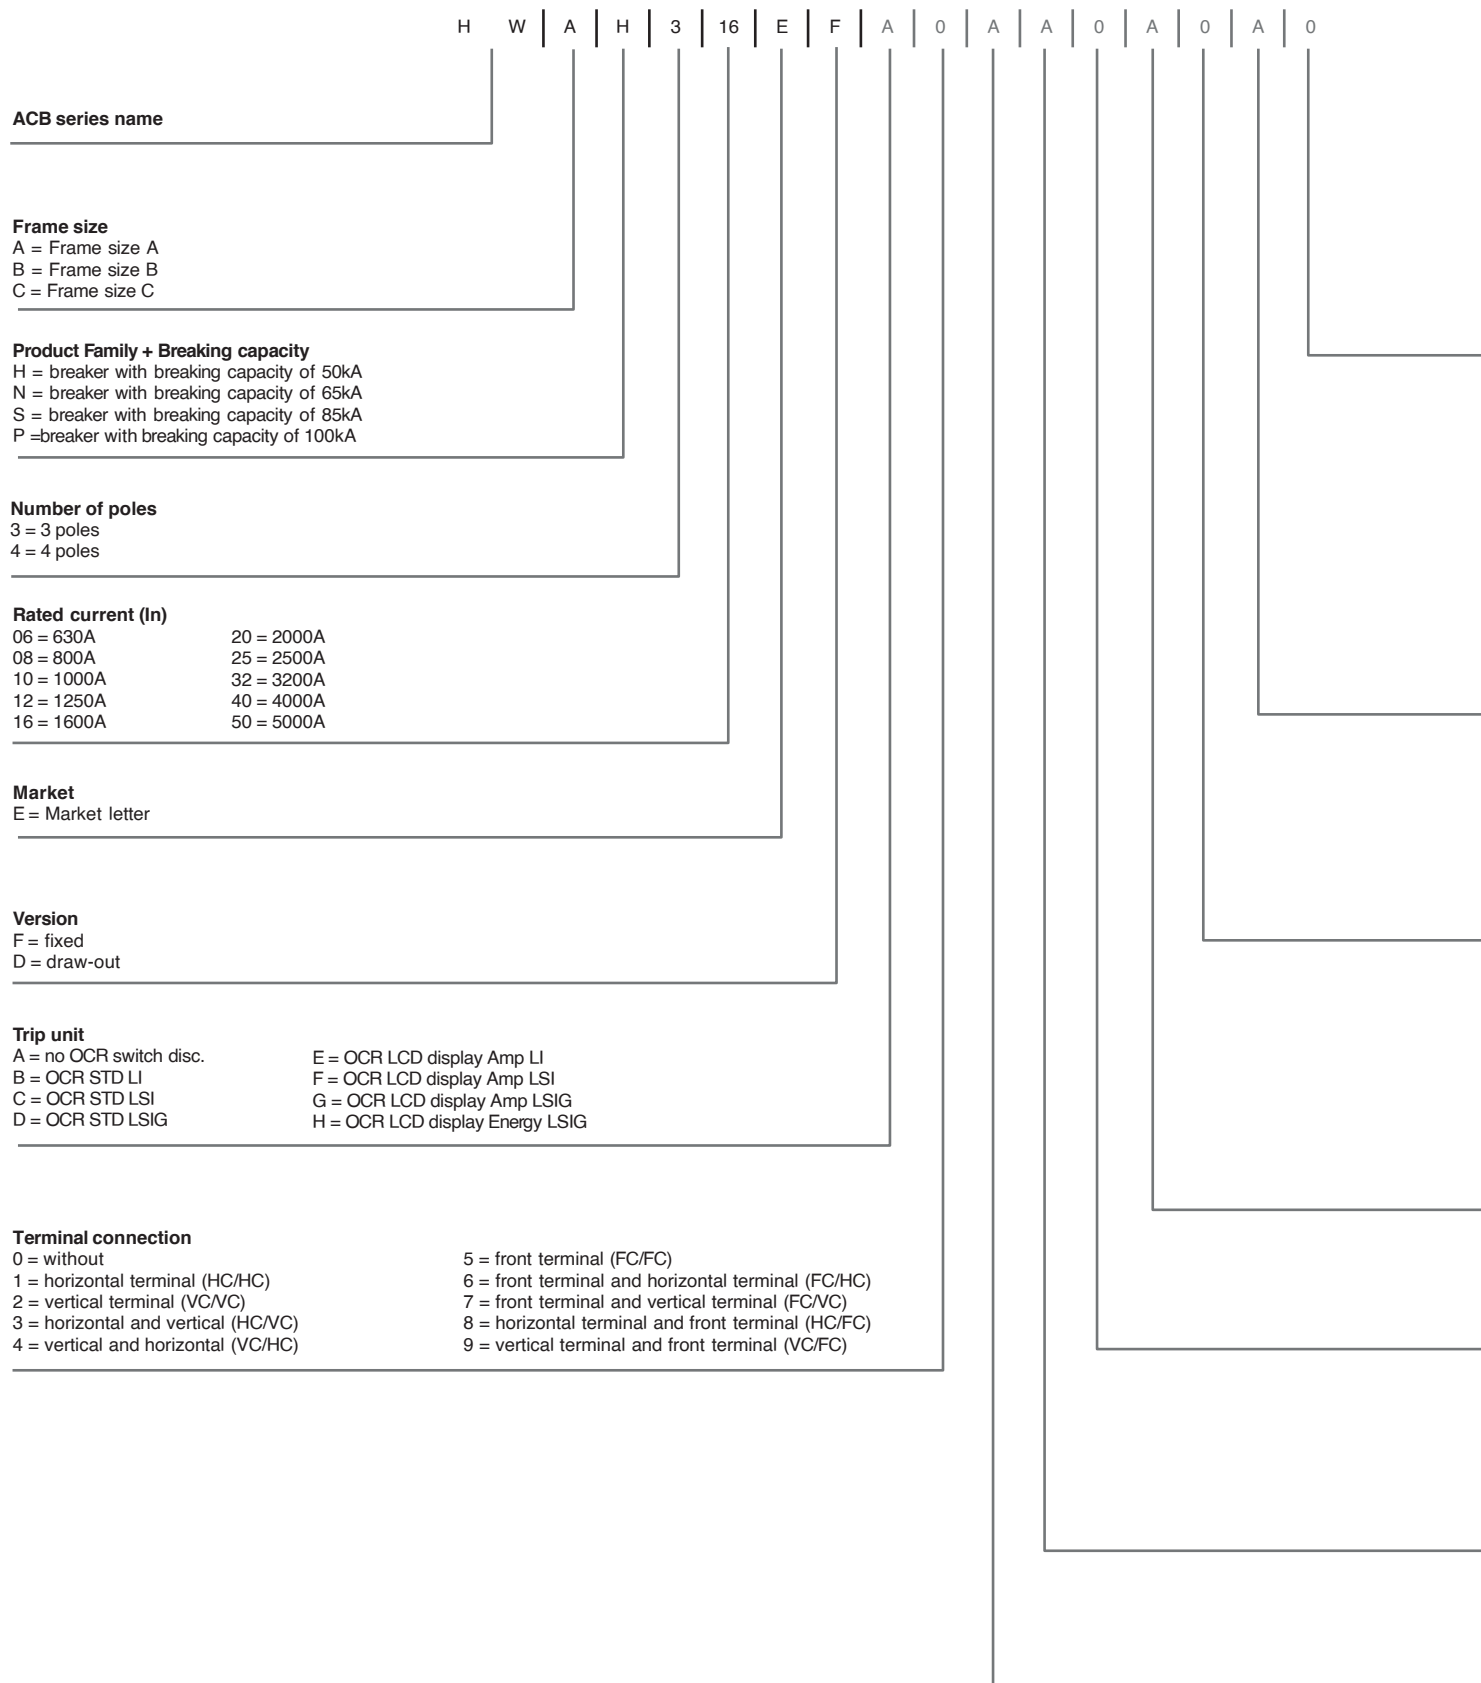 H W A H 3 16 E F A 0 A A 0 A 0 A 0
ACB series name
Frame size
A = Frame size A
B = Frame size B
C = Frame size C
Product Family + Breaking capacity
H = breaker with breaking capacity of 50kA
N = breaker with breaking capacity of 65kA
S = breaker with breaking capacity of 85kA
P =breaker with breaking capacity of 100kA
Number of poles
3 = 3 poles
4 = 4 poles
Rated current (In)
06 = 630A
08 = 800A
10 = 1000A
12 = 1250A
16 = 1600A
20 = 2000A
25 = 2500A
32 = 3200A
40 = 4000A
50 = 5000A
Market
E = Market letter
Version
F = fixed
D = draw-out
Trip unit
A = no OCR switch disc.
B = OCR STD LI
C = OCR STD LSI
D = OCR STD LSIG
E = OCR LCD display Amp LI
F = OCR LCD display Amp LSI
G = OCR LCD display Amp LSIG
H = OCR LCD display Energy LSIG
Terminal connection
0 = without
1 = horizontal terminal (HC/HC)
2 = vertical terminal (VC/VC)
3 = horizontal and vertical (HC/VC)
4 = vertical and horizontal (VC/HC)
5 = front terminal (FC/FC)
6 = front terminal and horizontal terminal (FC/HC)
7 = front terminal and vertical terminal (FC/VC)
8 = horizontal terminal and front terminal (HC/FC)
9 = vertical terminal and front terminal (VC/FC)